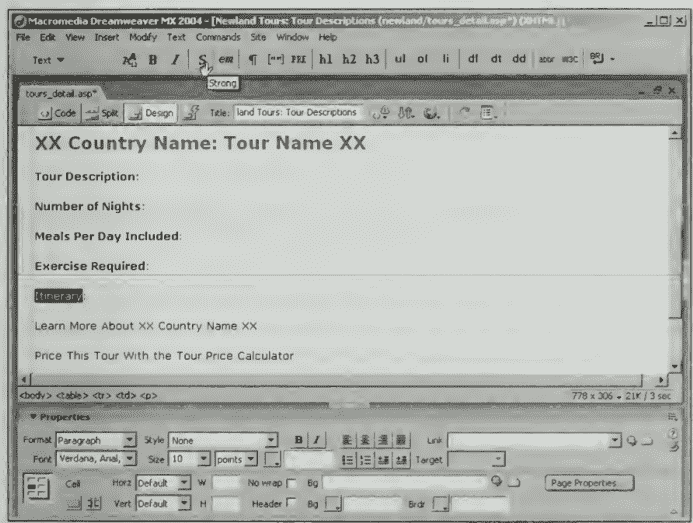 Macromedia Dreamweaver MX 2004 - [Newland Tours: Tour Descriptions (newland/tours_detail.asp*) (XHTML)]
File Edit View Insert Modify Text Commands Site Window Help
Text B I S em ¶ [""] PRE h1 h2 h3 ul ol li dl dt dd abbr W3C BR
Strong
tours_detail.asp*
Code Split Design Title: land Tours: Tour Descriptions
XX Country Name: Tour Name XX
Tour Description:
Number of Nights:
Meals Per Day Included:
Exercise Required:
Itinerary:
Learn More About XX Country Name XX
Price This Tour With the Tour Price Calculator
<body> <table> <tr> <td> <p> 778 x 306 21K / 3 sec
Properties
Format Paragraph Style None B I Link
Font Verdana, Arial, Size 10 points Target
Cell Horz Default W No wrap Bg Page Properties...
Vert Default H Header Bg Brdr